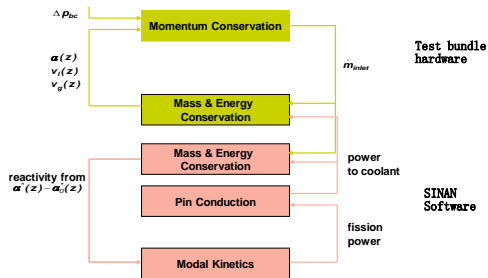 Δp_bc
Momentum Conservation
Test bundle
hardware
α(z)
v_l(z)
v_g(z)
ṁ_inlet
Mass & Energy
Conservation
Mass & Energy
Conservation
reactivity from
α*(z)–α*_0(z)
power
to coolant
Pin Conduction
SINAN
Software
fission
power
Modal Kinetics